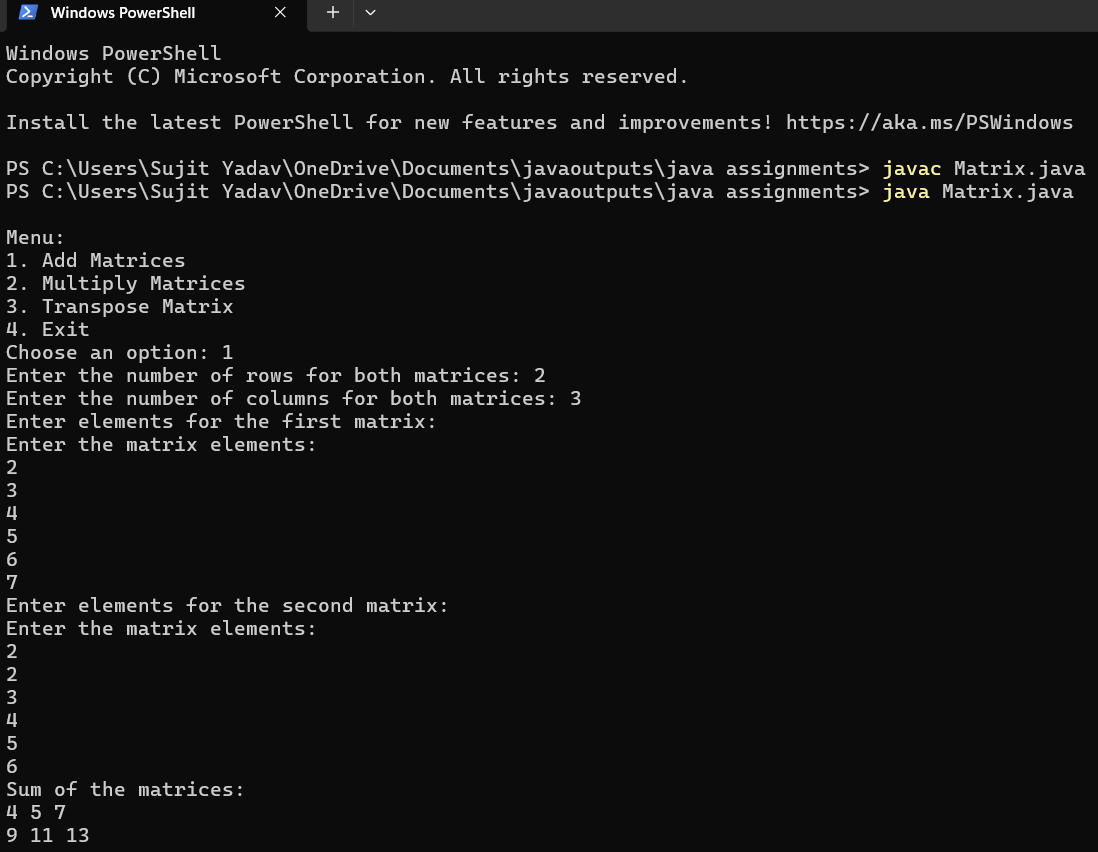 Windows PowerShell
Windows PowerShell
Copyright (C) Microsoft Corporation. All rights reserved.
Install the latest PowerShell for new features and improvements! https://aka.ms/PSWindows
PS C:\Users\Sujit Yadav\OneDrive\Documents\javaoutputs\java assignments> javac Matrix.java
PS C:\Users\Sujit Yadav\OneDrive\Documents\javaoutputs\java assignments> java Matrix.java
Menu:
1. Add Matrices
2. Multiply Matrices
3. Transpose Matrix
4. Exit
Choose an option: 1
Enter the number of rows for both matrices: 2
Enter the number of columns for both matrices: 3
Enter elements for the first matrix:
Enter the matrix elements:
2
3
4
5
6
7
Enter elements for the second matrix:
Enter the matrix elements:
2
2
3
4
5
6
Sum of the matrices:
4 5 7
9 11 13